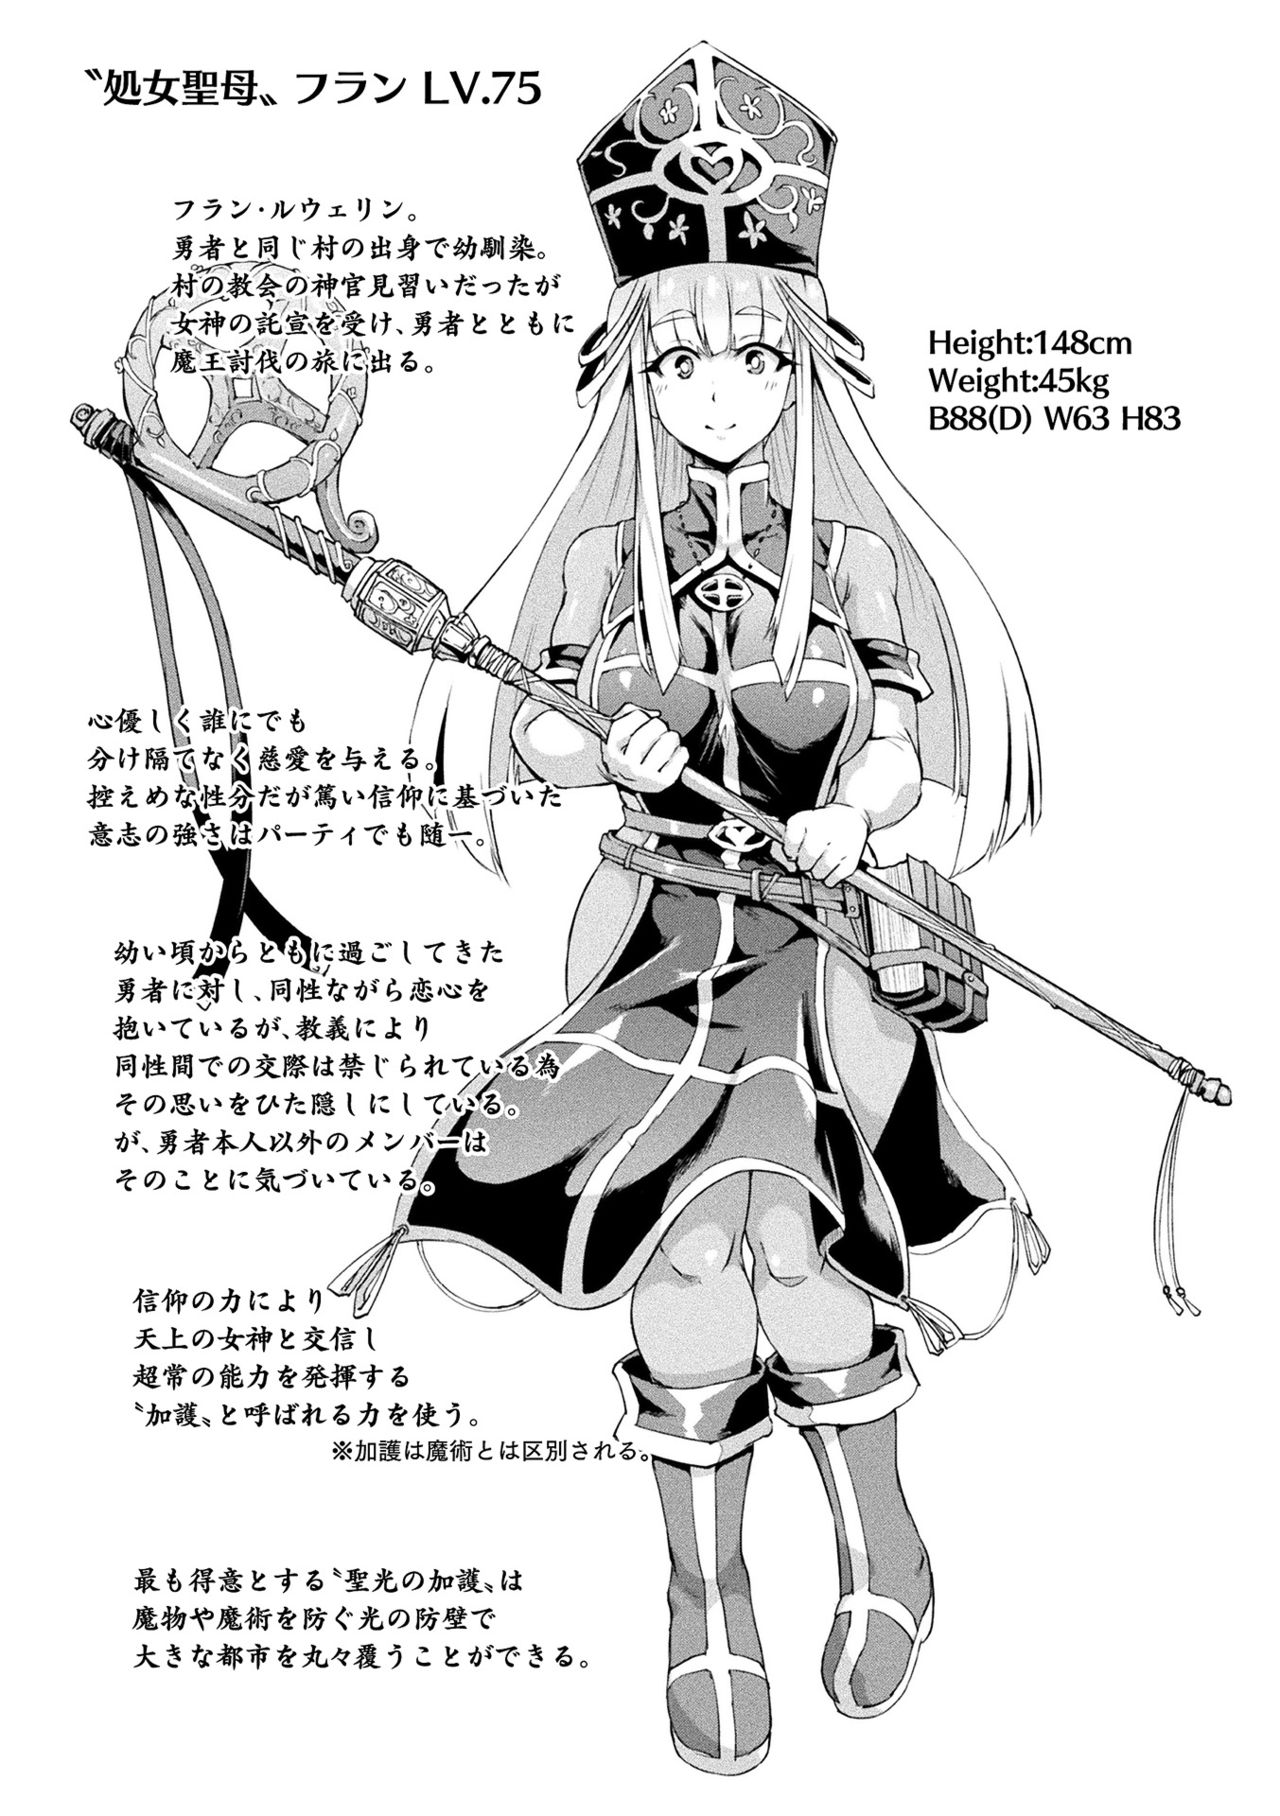 〝処女聖母〟フラン LV.75
フラン・ルウェリン。
勇者と同じ村の出身で幼馴染。
村の教会の神官見習いだったが
女神の託宣を受け、勇者とともに
魔王討伐の旅に出る。
Height:148cm
Weight:45kg
B88(D) W63 H83
心優しく誰にでも
分け隔てなく慈愛を与える。
控えめな性分だが篤い信仰に基づいた
意志の強さはパーティでも随一。
幼い頃からともに過ごしてきた
勇者に対し、同性ながら恋心を
抱いているが、教義により
同性間での交際は禁じられている為
その思いをひた隠しにしている。
が、勇者本人以外のメンバーは
そのことに気づいている。
信仰の力により
天上の女神と交信し
超常の能力を発揮する
〝加護〟と呼ばれる力を使う。
※加護は魔術とは区別される。
最も得意とする〝聖光の加護〟は
魔物や魔術を防ぐ光の防壁で
大きな都市を丸々覆うことができる。